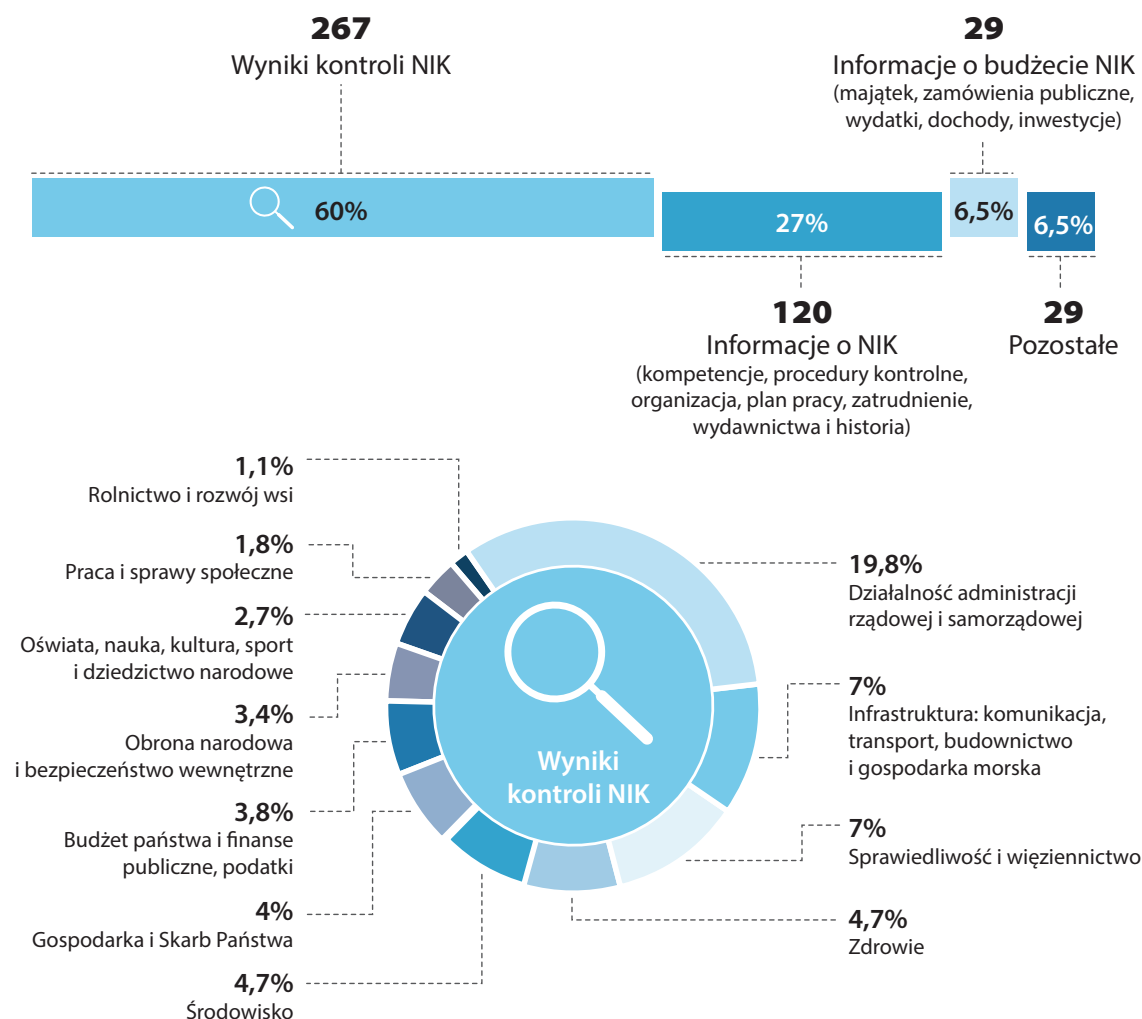 267
Wyniki kontroli NIK
29
Informacje o budżecie NIK
(majątek, zamówienia publiczne,
wydatki, dochody, inwestycje)
60%
27%
6,5%
6,5%
120
Informacje o NIK
(kompetencje, procedury kontrolne,
organizacja, plan pracy, zatrudnienie,
wydawnictwa i historia)
29
Pozostałe
1,1%
Rolnictwo i rozwój wsi
1,8%
Praca i sprawy społeczne
2,7%
Oświata, nauka, kultura, sport
i dziedzictwo narodowe
3,4%
Obrona narodowa
i bezpieczeństwo wewnętrzne
3,8%
Budżet państwa i finanse
publiczne, podatki
4%
Gospodarka i Skarb Państwa
4,7%
Środowisko
Wyniki
kontroli NIK
19,8%
Działalność administracji
rządowej i samorządowej
7%
Infrastruktura: komunikacja,
transport, budownictwo
i gospodarka morska
7%
Sprawiedliwość i więziennictwo
4,7%
Zdrowie